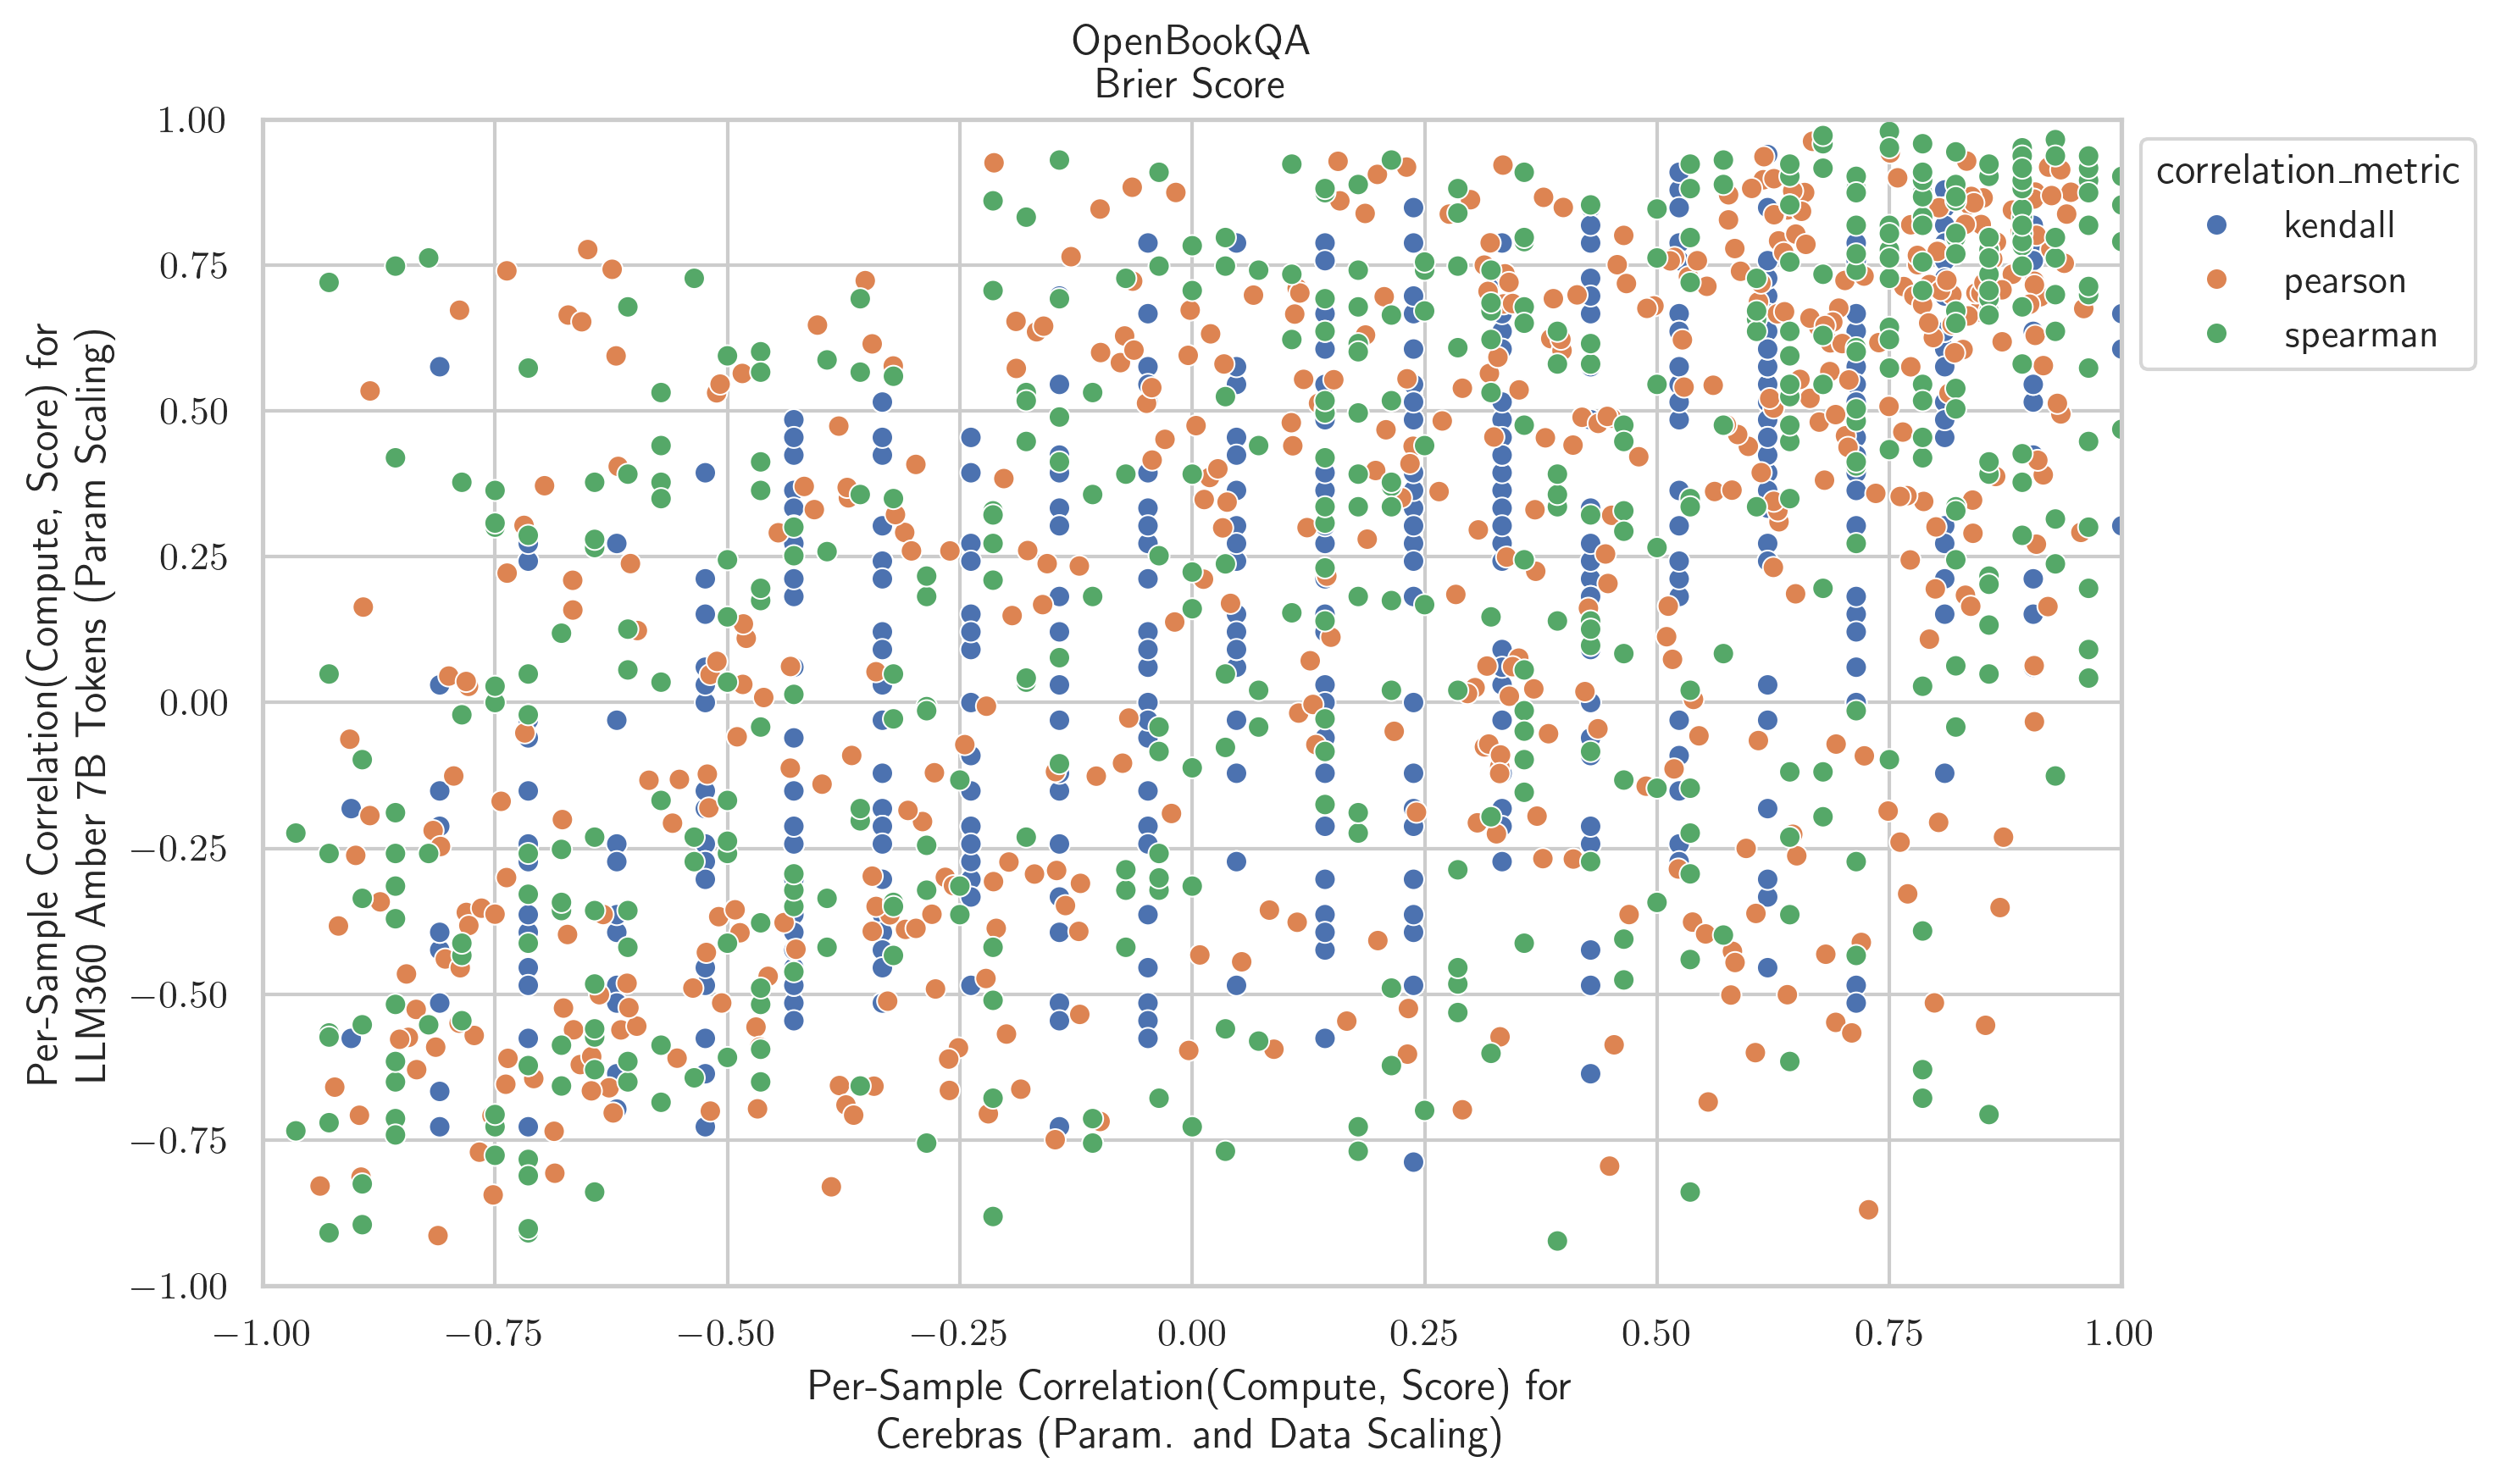 OpenBookQA
Brier Score
1.00
0.75
0.50
0.25
0.00
−0.25
−0.50
−0.75
−1.00
Per-Sample Correlation(Compute, Score) for
LLM360 Amber 7B Tokens (Param Scaling)
−1.00 −0.75 −0.50 −0.25 0.00 0.25 0.50 0.75 1.00
Per-Sample Correlation(Compute, Score) for
Cerebras (Param. and Data Scaling)
correlation_metric
kendall
pearson
spearman